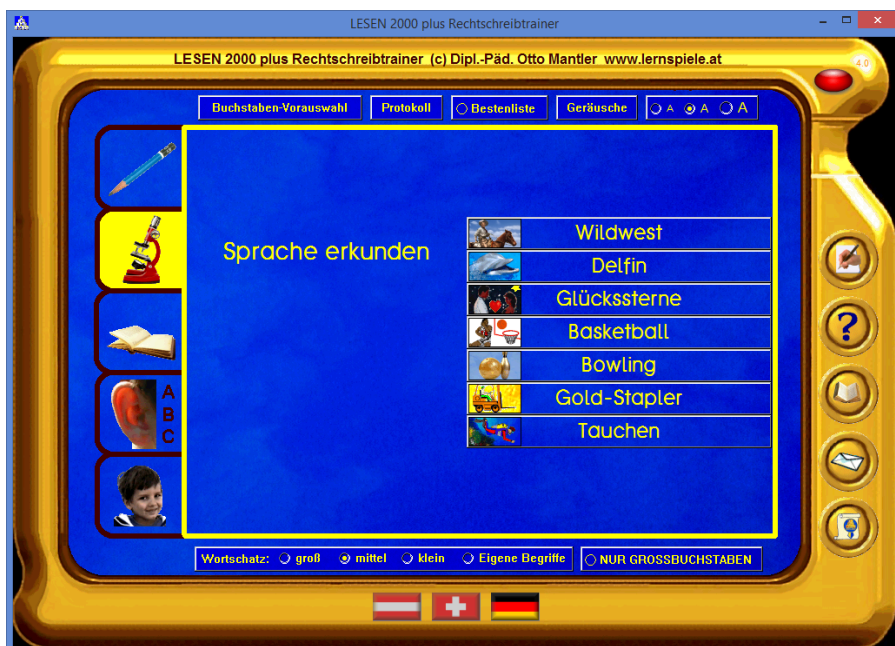 LESEN 2000 plus Rechtschreibtrainer
LESEN 2000 plus Rechtschreibtrainer (c) Dipl.-Päd. Otto Mantler www.lernspiele.at
4.0
Buchstaben-Vorauswahl Protokoll Bestenliste Geräusche A A A
Sprache erkunden
Wildwest
Delfin
Glückssterne
Basketball
Bowling
Gold-Stapler
Tauchen
A
B
C
?
Wortschatz: groß mittel klein Eigene Begriffe NUR GROSSBUCHSTABEN